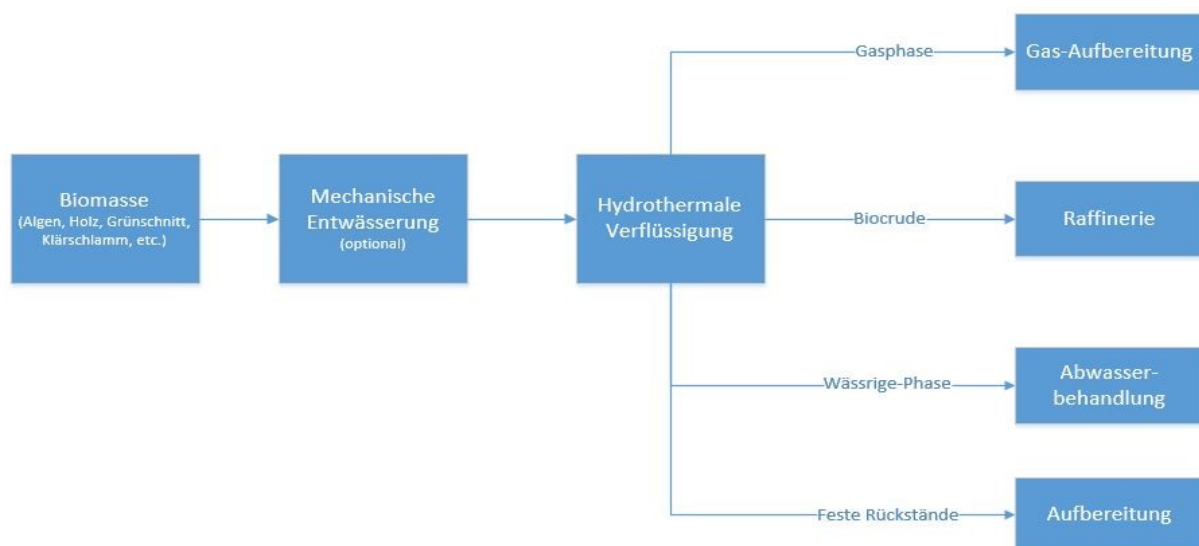 Gasphase
Gas-Aufbereitung
Biomasse
(Algen, Holz, Grünschnitt,
Klärschlamm, etc.)
Mechanische
Entwässerung
(optional)
Hydrothermale
Verflüssigung
Biocrude
Raffinerie
Wässrige-Phase
Abwasser-
behandlung
Feste Rückstände
Aufbereitung